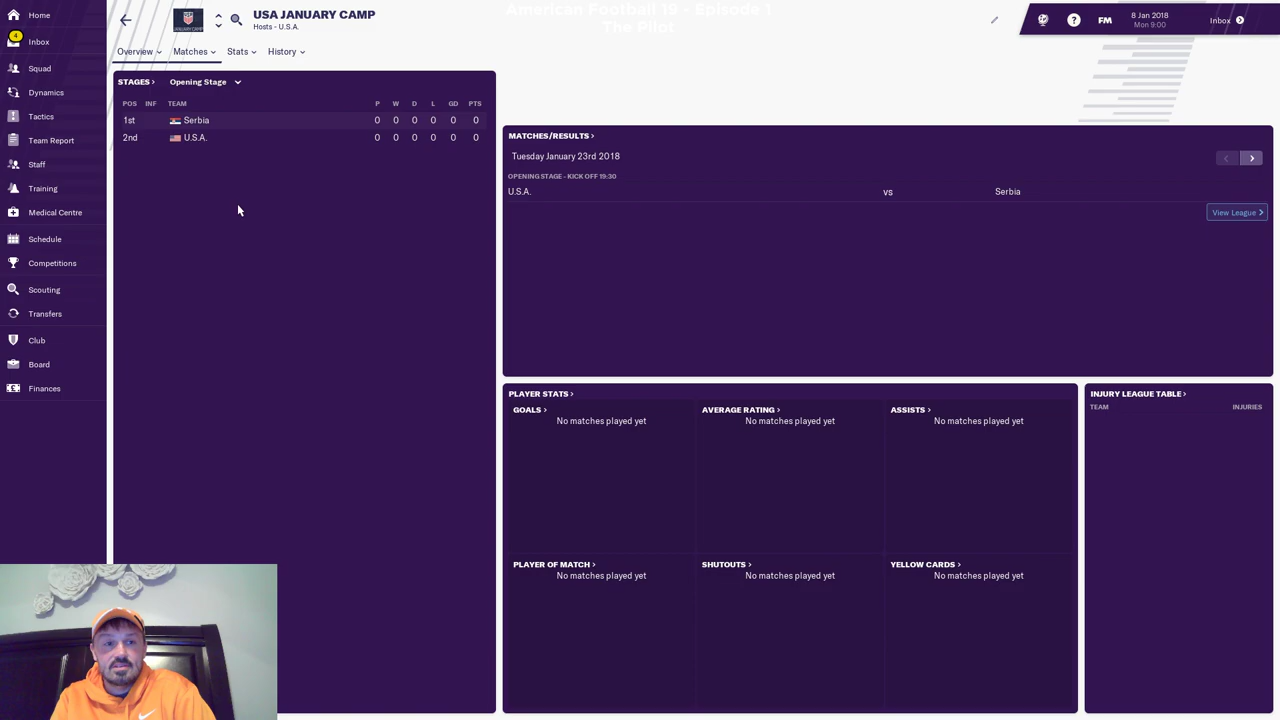 Home
4
Inbox
Squad
Dynamics
Tactics
Team Report
Staff
Training
Medical Centre
Schedule
Competitions
Scouting
Transfers
Club
Board
Finances
USA JANUARY CAMP
Hosts - U.S.A.
American Football 19 - Episode 1
The Pilot
FM
8 Jan 2018
Mon 9:00
Inbox
Overview
Matches
Stats
History
STAGES
Opening Stage
POS INF TEAM P W D L GD PTS
1st Serbia 0 0 0 0 0 0
2nd U.S.A. 0 0 0 0 0 0
MATCHES/RESULTS
Tuesday January 23rd 2018
OPENING STAGE - KICK OFF 19:30
U.S.A. vs Serbia
View League
PLAYER STATS
GOALS
No matches played yet
AVERAGE RATING
No matches played yet
ASSISTS
No matches played yet
PLAYER OF MATCH
No matches played yet
SHUTOUTS
No matches played yet
YELLOW CARDS
No matches played yet
INJURY LEAGUE TABLE
TEAM INJURIES